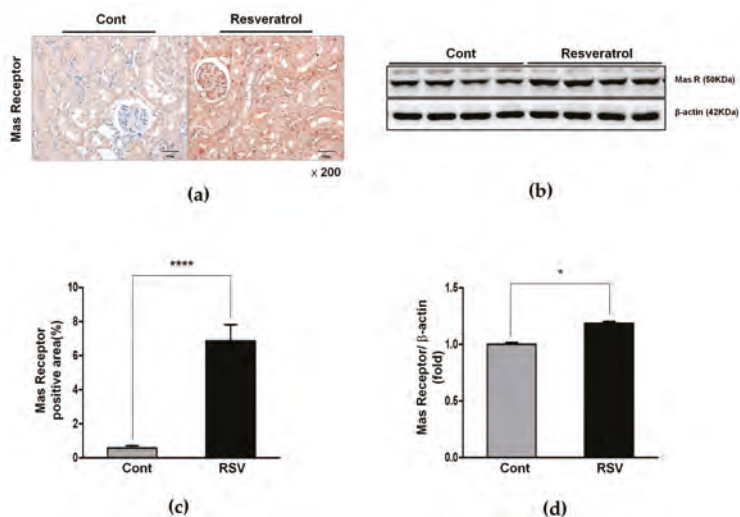 Cont
Resveratrol
Mas Receptor
x 200
(a)
Cont
Resveratrol
Mas R (50KDa)
β-actin (42KDa)
(b)
****
Mas Receptor
positive area(%)
10
8
6
4
2
0
Cont
RSV
(c)
*
Mas Receptor/ β-actin
(fold)
1.5
1.0
0.5
0.0
Cont
RSV
(d)